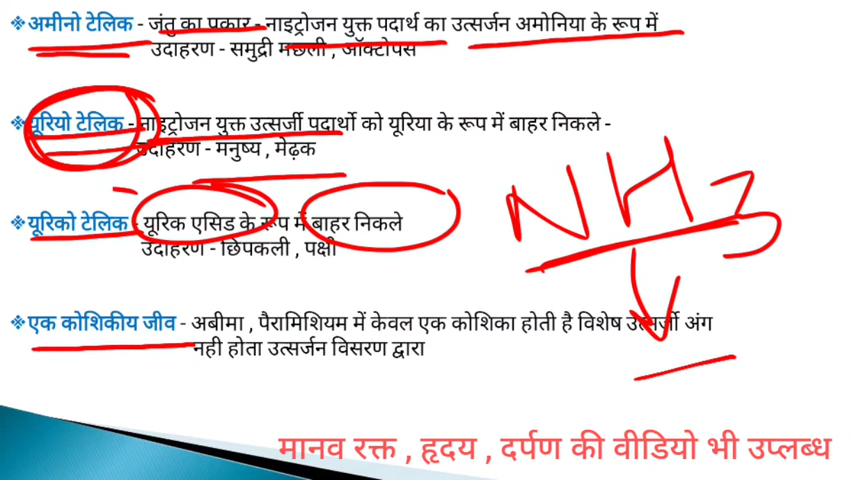 ❖अमीनो टेलिक - जंतु का प्रकार - नाइट्रोजन युक्त पदार्थ का उत्सर्जन अमोनिया के रूप में
उदाहरण - समुद्री मछली , ऑक्टोपस
❖यूरियो टेलिक - नाइट्रोजन युक्त उत्सर्जी पदार्थो को यूरिया के रूप में बाहर निकले -
उदाहरण - मनुष्य , मेढ़क
NH3
❖यूरिको टेलिक - यूरिक एसिड के रूप में बाहर निकले
उदाहरण - छिपकली , पक्षी
❖एक कोशिकीय जीव - अबीमा , पैरामिशियम में केवल एक कोशिका होती है विशेष उत्सर्जी अंग
नही होता उत्सर्जन विसरण द्वारा
मानव रक्त , हृदय , दर्पण की वीडियो भी उप्लब्ध